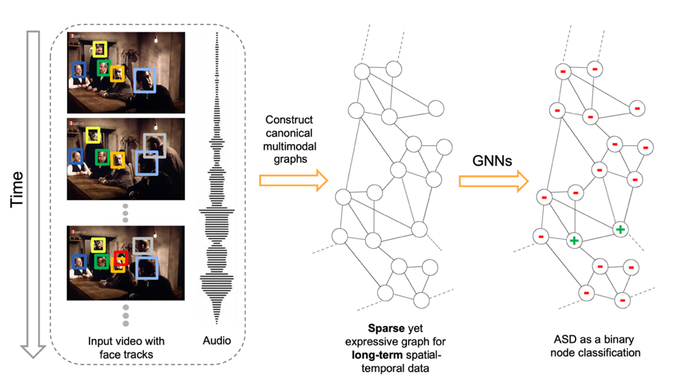 Time
Input video with
face tracks
Audio
Construct
canonical
multimodal
graphs
Sparse yet
expressive graph for
long-term spatial-
temporal data
GNNs
ASD as a binary
node classification